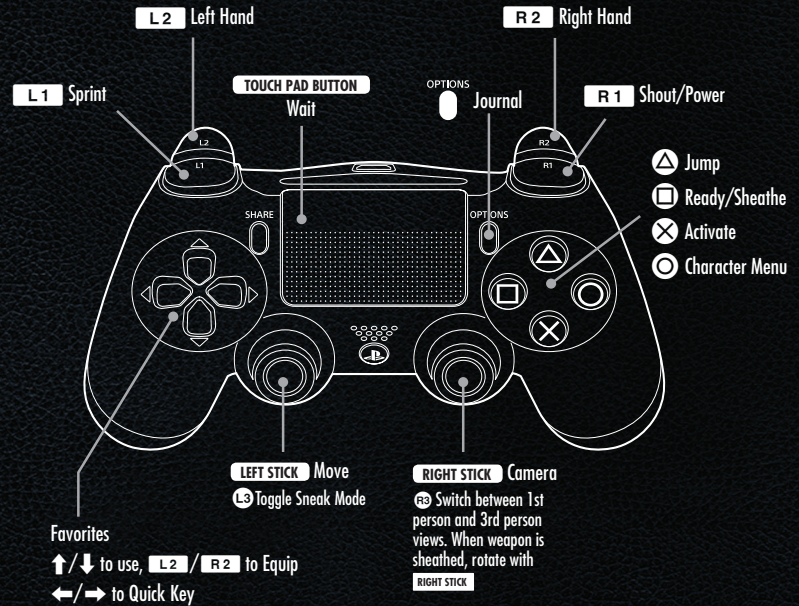 L2 Left Hand
R2 Right Hand
L1 Sprint
TOUCH PAD BUTTON
Wait
OPTIONS
Journal
R1 Shout/Power
L2
L1
R2
R1
△ Jump
□ Ready/Sheathe
✕ Activate
○ Character Menu
SHARE
OPTIONS
LEFT STICK Move
L3 Toggle Sneak Mode
RIGHT STICK Camera
R3 Switch between 1st
person and 3rd person
views. When weapon is
sheathed, rotate with
RIGHT STICK
Favorites
↑/↓ to use, L2 / R2 to Equip
←/→ to Quick Key